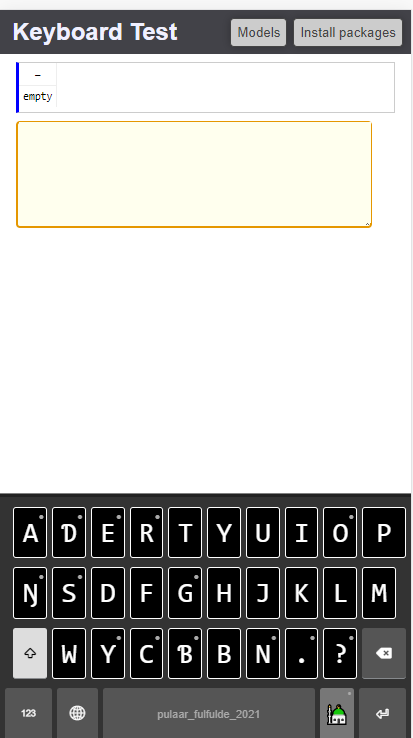 Keyboard Test Models Install packages
–
empty
A Ɗ E R T Y U I O P
Ŋ S D F G H J K L M
W Ƴ C Ɓ B N . ?
123 pulaar_fulfulde_2021